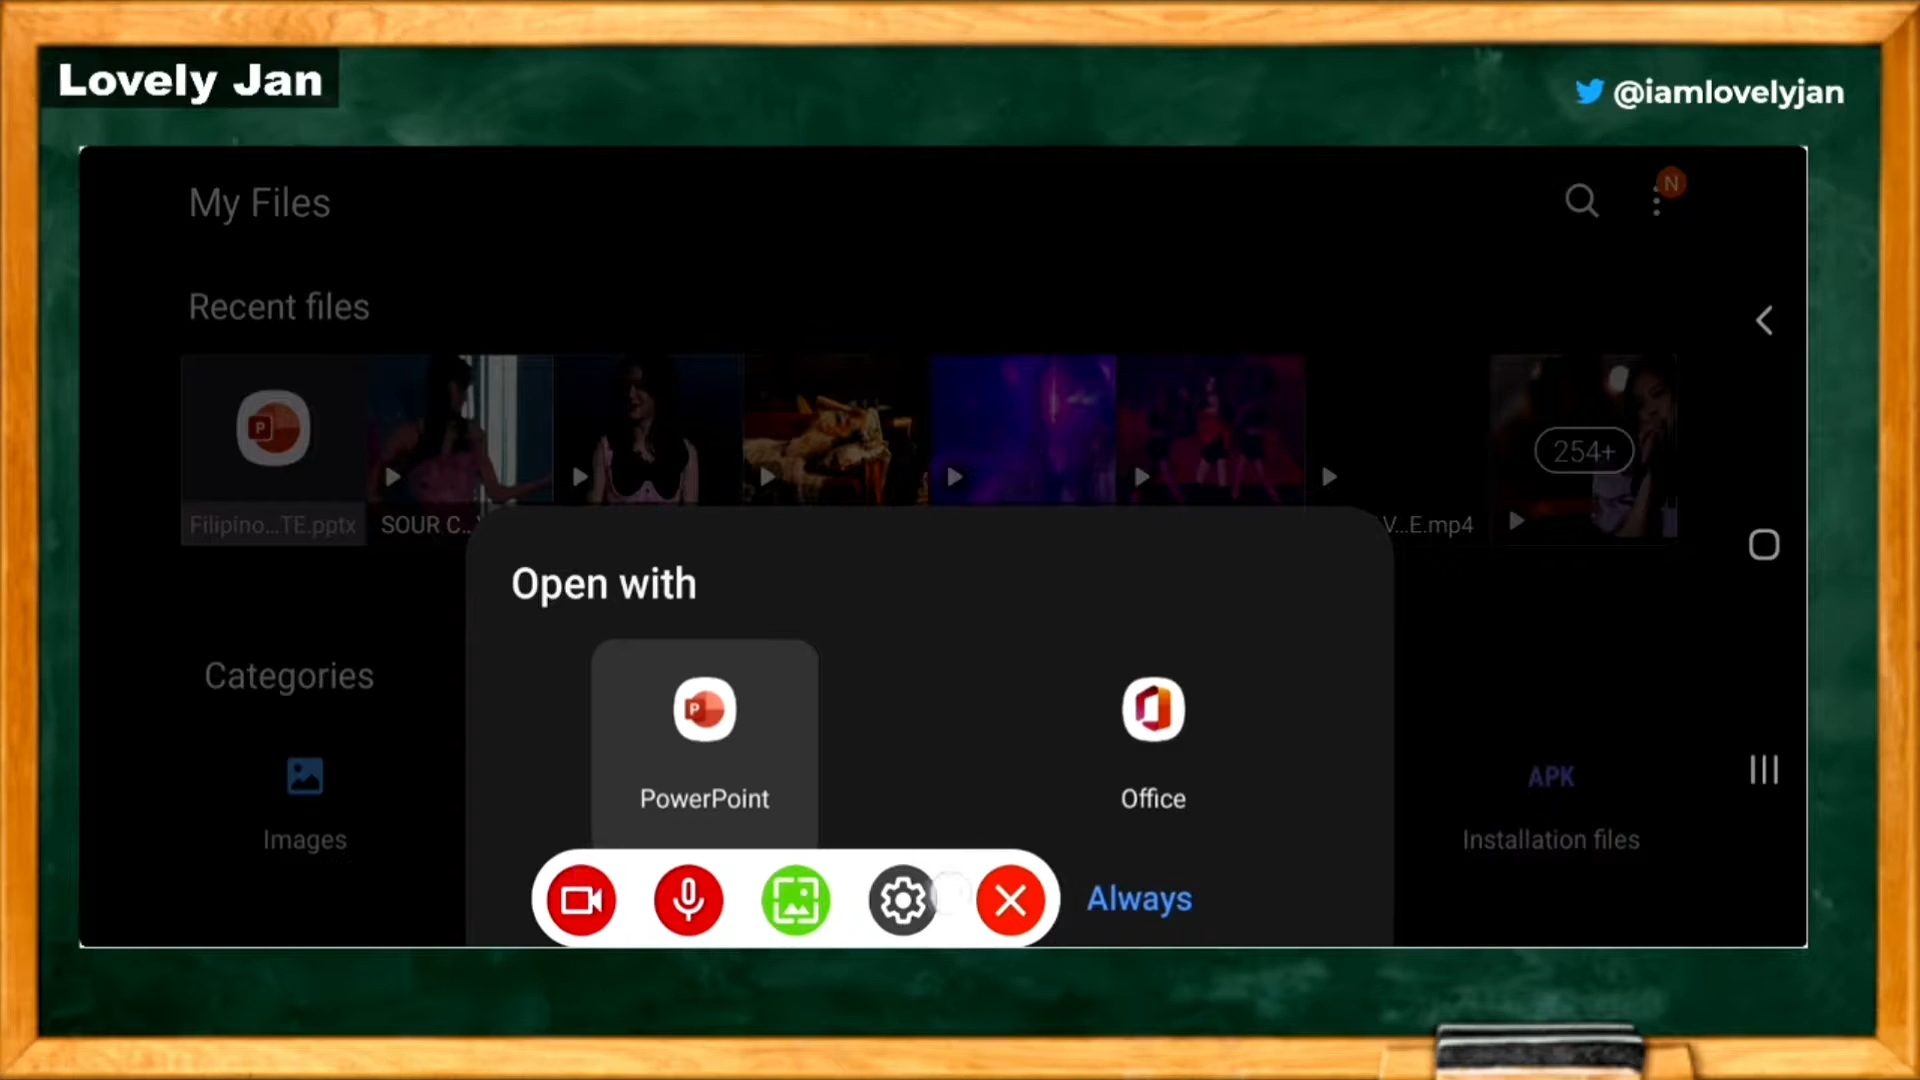 Lovely Jan
@iamlovelyjan
My Files
N
Recent files
254+
Filipino...TE.pptx
SOUR C...
V...E.mp4
Open with
Categories
PowerPoint
Office
APK
Images
Installation files
Always